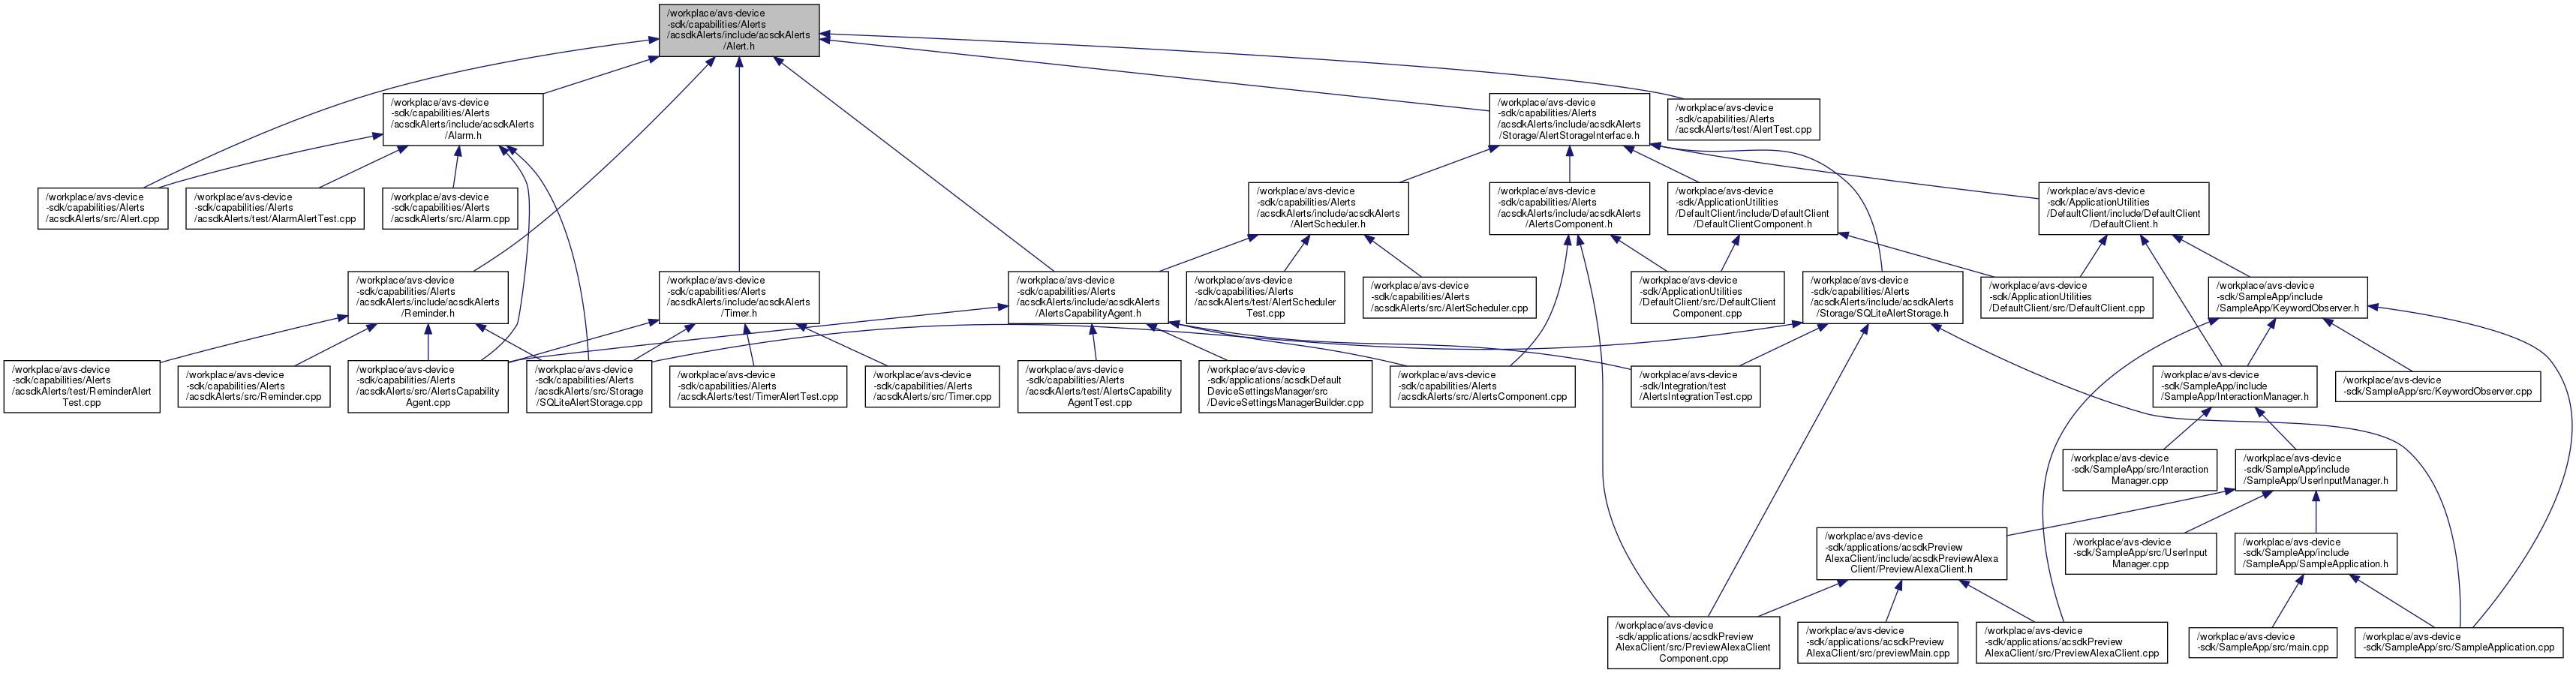 /workplace/avs-device
-sdk/capabilities/Alerts
/acsdkAlerts/include/acsdkAlerts
/Alert.h
/workplace/avs-device
-sdk/capabilities/Alerts
/acsdkAlerts/include/acsdkAlerts
/Alarm.h
/workplace/avs-device
-sdk/capabilities/Alerts
/acsdkAlerts/include/acsdkAlerts
/Storage/AlertStorageInterface.h
/workplace/avs-device
-sdk/capabilities/Alerts
/acsdkAlerts/test/AlertTest.cpp
/workplace/avs-device
-sdk/capabilities/Alerts
/acsdkAlerts/src/Alert.cpp
/workplace/avs-device
-sdk/capabilities/Alerts
/acsdkAlerts/test/AlarmAlertTest.cpp
/workplace/avs-device
-sdk/capabilities/Alerts
/acsdkAlerts/src/Alarm.cpp
/workplace/avs-device
-sdk/capabilities/Alerts
/acsdkAlerts/include/acsdkAlerts
/AlertScheduler.h
/workplace/avs-device
-sdk/capabilities/Alerts
/acsdkAlerts/include/acsdkAlerts
/AlertsComponent.h
/workplace/avs-device
-sdk/ApplicationUtilities
/DefaultClient/include/DefaultClient
/DefaultClientComponent.h
/workplace/avs-device
-sdk/ApplicationUtilities
/DefaultClient/include/DefaultClient
/DefaultClient.h
/workplace/avs-device
-sdk/capabilities/Alerts
/acsdkAlerts/include/acsdkAlerts
/Reminder.h
/workplace/avs-device
-sdk/capabilities/Alerts
/acsdkAlerts/include/acsdkAlerts
/Timer.h
/workplace/avs-device
-sdk/capabilities/Alerts
/acsdkAlerts/include/acsdkAlerts
/AlertsCapabilityAgent.h
/workplace/avs-device
-sdk/capabilities/Alerts
/acsdkAlerts/test/AlertScheduler
Test.cpp
/workplace/avs-device
-sdk/capabilities/Alerts
/acsdkAlerts/src/AlertScheduler.cpp
/workplace/avs-device
-sdk/ApplicationUtilities
/DefaultClient/src/DefaultClient
Component.cpp
/workplace/avs-device
-sdk/capabilities/Alerts
/acsdkAlerts/include/acsdkAlerts
/Storage/SQLiteAlertStorage.h
/workplace/avs-device
-sdk/ApplicationUtilities
/DefaultClient/src/DefaultClient.cpp
/workplace/avs-device
-sdk/SampleApp/include
/SampleApp/KeywordObserver.h
/workplace/avs-device
-sdk/capabilities/Alerts
/acsdkAlerts/test/ReminderAlert
Test.cpp
/workplace/avs-device
-sdk/capabilities/Alerts
/acsdkAlerts/src/Reminder.cpp
/workplace/avs-device
-sdk/capabilities/Alerts
/acsdkAlerts/src/AlertsCapability
Agent.cpp
/workplace/avs-device
-sdk/capabilities/Alerts
/acsdkAlerts/src/Storage
/SQLiteAlertStorage.cpp
/workplace/avs-device
-sdk/capabilities/Alerts
/acsdkAlerts/test/TimerAlertTest.cpp
/workplace/avs-device
-sdk/capabilities/Alerts
/acsdkAlerts/src/Timer.cpp
/workplace/avs-device
-sdk/capabilities/Alerts
/acsdkAlerts/test/AlertsCapability
AgentTest.cpp
/workplace/avs-device
-sdk/applications/acsdkDefault
DeviceSettingsManager/src
/DeviceSettingsManagerBuilder.cpp
/workplace/avs-device
-sdk/capabilities/Alerts
/acsdkAlerts/src/AlertsComponent.cpp
/workplace/avs-device
-sdk/Integration/test
/AlertsIntegrationTest.cpp
/workplace/avs-device
-sdk/SampleApp/include
/SampleApp/InteractionManager.h
/workplace/avs-device
-sdk/SampleApp/src/KeywordObserver.cpp
/workplace/avs-device
-sdk/SampleApp/src/Interaction
Manager.cpp
/workplace/avs-device
-sdk/SampleApp/include
/SampleApp/UserInputManager.h
/workplace/avs-device
-sdk/applications/acsdkPreview
AlexaClient/include/acsdkPreviewAlexa
Client/PreviewAlexaClient.h
/workplace/avs-device
-sdk/SampleApp/src/UserInput
Manager.cpp
/workplace/avs-device
-sdk/SampleApp/include
/SampleApp/SampleApplication.h
/workplace/avs-device
-sdk/applications/acsdkPreview
AlexaClient/src/PreviewAlexaClient
Component.cpp
/workplace/avs-device
-sdk/applications/acsdkPreview
AlexaClient/src/previewMain.cpp
/workplace/avs-device
-sdk/applications/acsdkPreview
AlexaClient/src/PreviewAlexaClient.cpp
/workplace/avs-device
-sdk/SampleApp/src/main.cpp
/workplace/avs-device
-sdk/SampleApp/src/SampleApplication.cpp